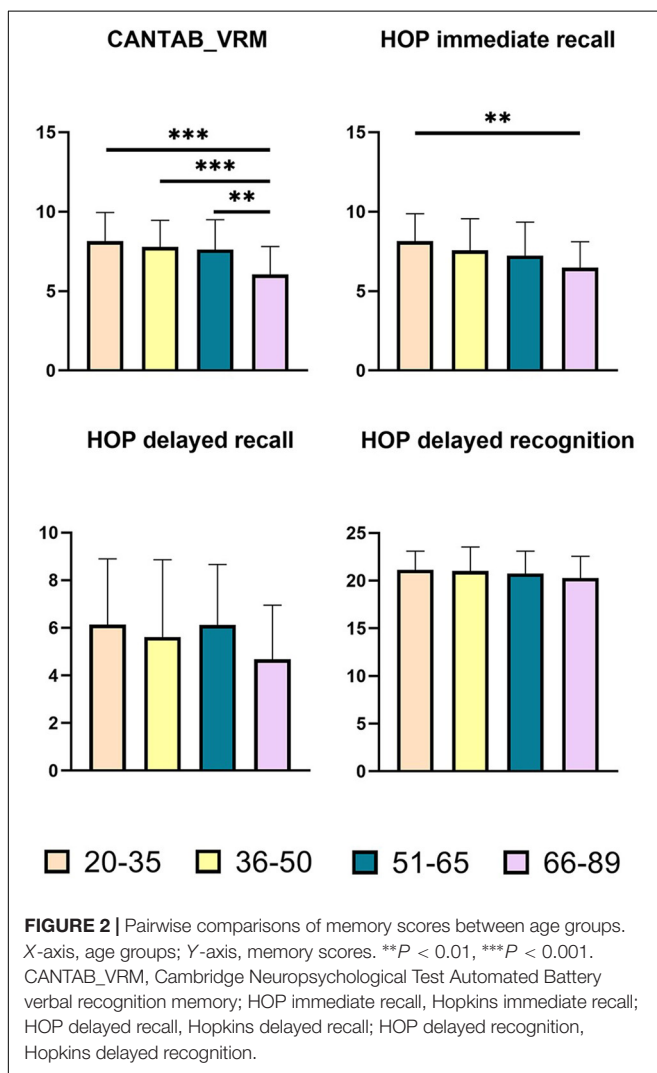 CANTAB_VRM
HOP immediate recall
15
10
5
0
***
***
**
15
10
5
0
**
HOP delayed recall
HOP delayed recognition
10
8
6
4
2
0
25
20
15
10
5
0
20-35 36-50 51-65 66-89
FIGURE 2 | Pairwise comparisons of memory scores between age groups.
X-axis, age groups; Y-axis, memory scores. **P < 0.01, ***P < 0.001.
CANTAB_VRM, Cambridge Neuropsychological Test Automated Battery
verbal recognition memory; HOP immediate recall, Hopkins immediate recall;
HOP delayed recall, Hopkins delayed recall; HOP delayed recognition,
Hopkins delayed recognition.